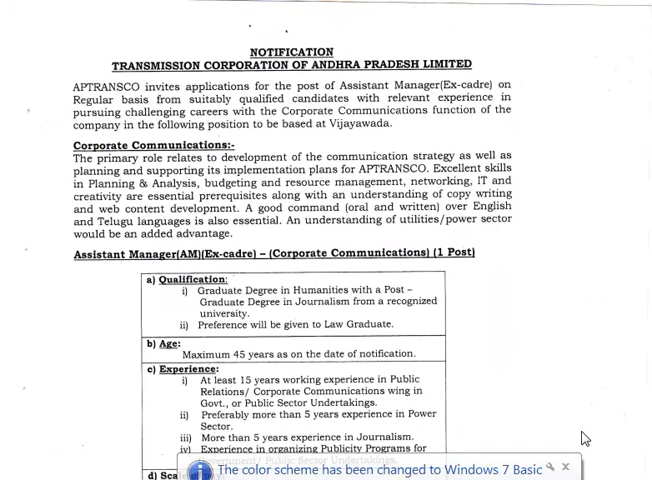 NOTIFICATION
TRANSMISSION CORPORATION OF ANDHRA PRADESH LIMITED
APTRANSCO invites applications for the post of Assistant Manager(Ex-cadre) on
Regular basis from suitably qualified candidates with relevant experience in
pursuing challenging careers with the Corporate Communications function of the
company in the following position to be based at Vijayawada.
Corporate Communications:-
The primary role relates to development of the communication strategy as well as
planning and supporting its implementation plans for APTRANSCO. Excellent skills
in Planning & Analysis, budgeting and resource management, networking, IT and
creativity are essential prerequisites along with an understanding of copy writing
and web content development. A good command (oral and written) over English
and Telugu languages is also essential. An understanding of utilities/power sector
would be an added advantage.
Assistant Manager(AM)(Ex-cadre) – (Corporate Communications) (1 Post)
a) Qualification:
i) Graduate Degree in Humanities with a Post –
Graduate Degree in Journalism from a recognized
university.
ii) Preference will be given to Law Graduate.
b) Age:
Maximum 45 years as on the date of notification.
c) Experience:
i) At least 15 years working experience in Public
Relations/ Corporate Communications wing in
Govt., or Public Sector Undertakings.
ii) Preferably more than 5 years experience in Power
Sector.
iii) More than 5 years experience in Journalism.
iv) Experience in organizing Publicity Programs for
Government/ Public Sector Undertakings.
d) Sca
The color scheme has been changed to Windows 7 Basic